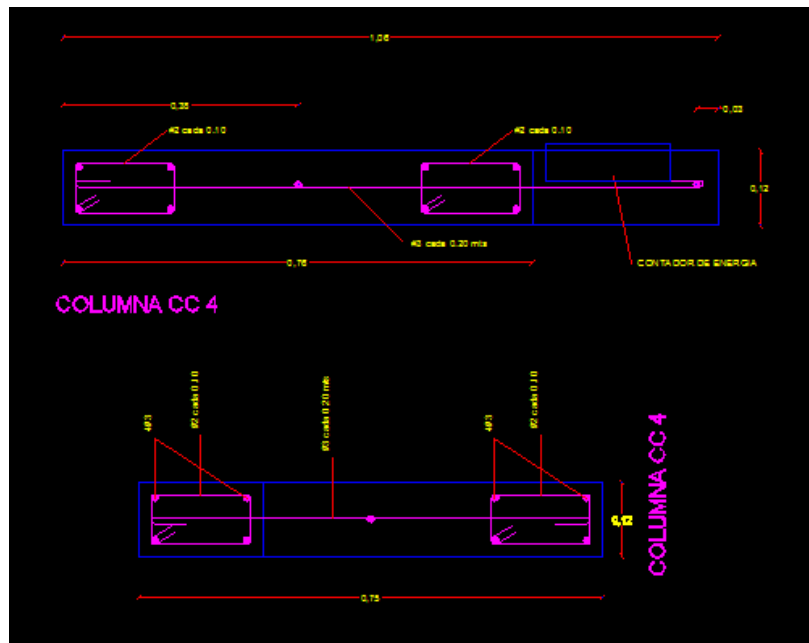 1,06
0,38
0,03
#2 cada 0.10
#2 cada 0.10
0,12
#3 cada 0.20 mts
0,76
CONTADOR DE ENERGIA
COLUMNA CC 4
4#3
#2 cada 0.10
#3 cada 0.20 mts
4#3
#2 cada 0.10
0,12
COLUMNA CC 4
0,75